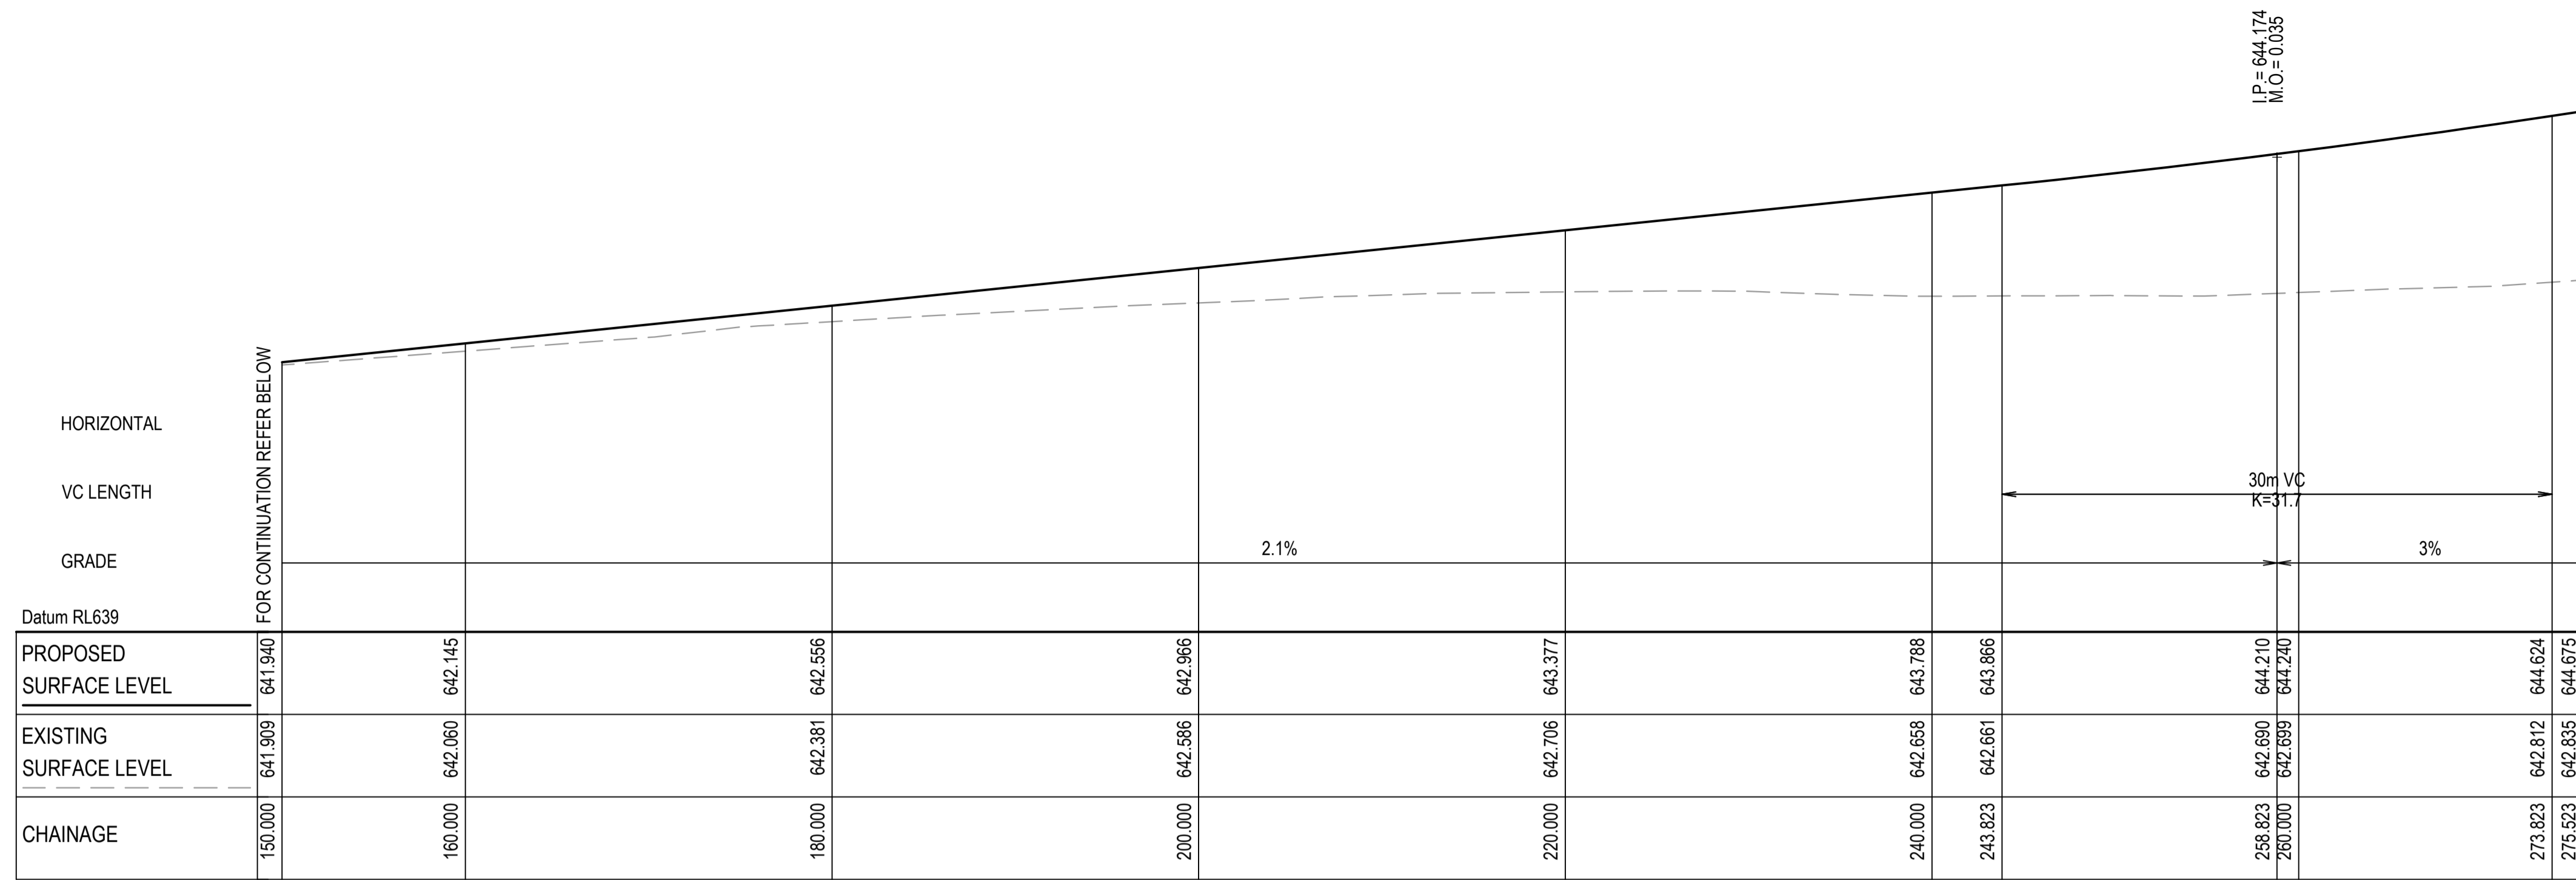 I.P.= 644.174
M.O.= 0.035
HORIZONTAL
VC LENGTH
GRADE
Datum RL639
FOR CONTINUATION REFER BELOW
30m VC
K=31.7
2.1%
3%
PROPOSED
SURFACE LEVEL
641.940
642.145
642.556
642.966
643.377
643.788
643.866
644.210
644.240
644.624
644.675
EXISTING
SURFACE LEVEL
641.909
642.060
642.381
642.586
642.706
642.658
642.661
642.690
642.699
642.812
642.835
CHAINAGE
150.000
160.000
180.000
200.000
220.000
240.000
243.823
258.823
260.000
273.823
275.523